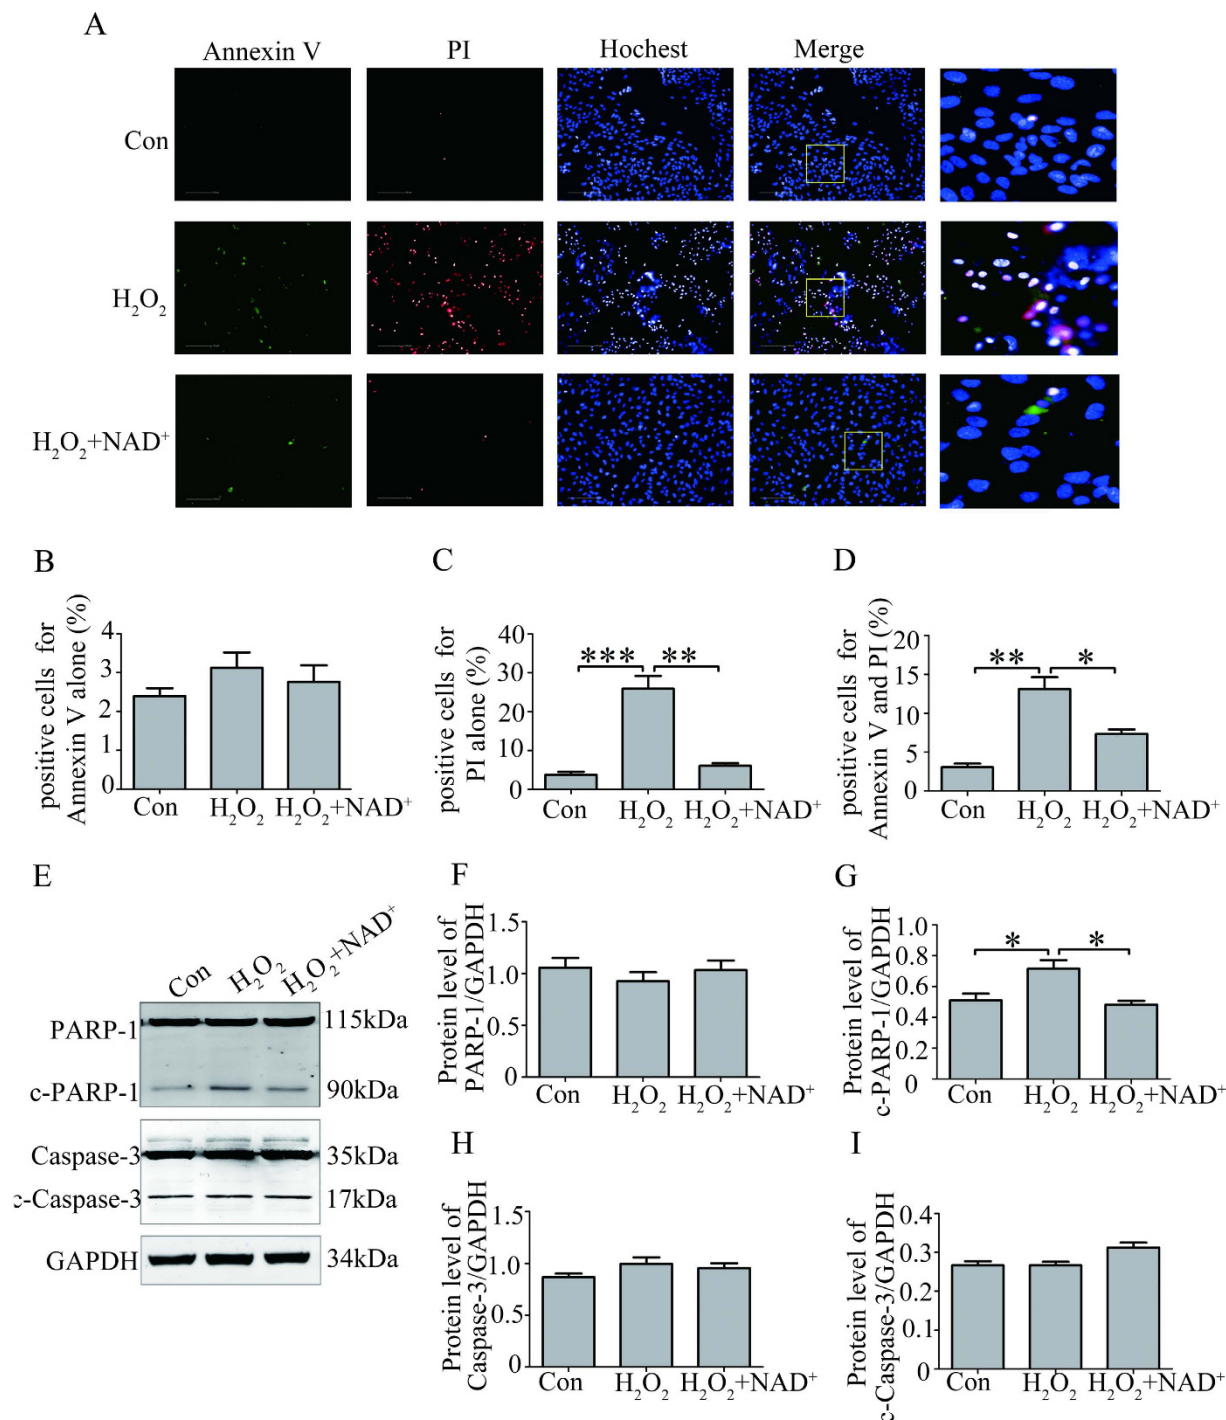 A
Annexin V PI Hochest Merge
Con
H₂O₂
H₂O₂+NAD⁺
B
positive cells for
Annexin V alone (%)
4
3
2
1
0
Con H₂O₂ H₂O₂+NAD⁺
C
positive cells for
PI alone (%)
40
30
20
10
0
*** **
Con H₂O₂ H₂O₂+NAD⁺
D
positive cells for
Annexin V and PI (%)
20
15
10
5
0
** *
Con H₂O₂ H₂O₂+NAD⁺
E
Con H₂O₂ H₂O₂+NAD⁺
PARP-1 115kDa
c-PARP-1 90kDa
Caspase-3 35kDa
c-Caspase-3 17kDa
GAPDH 34kDa
F
Protein level of
PARP-1/GAPDH
1.5
1.0
0.5
0
Con H₂O₂ H₂O₂+NAD⁺
G
Protein level of
c-PARP-1/GAPDH
1.0
0.8
0.6
0.4
0.2
0
* *
Con H₂O₂ H₂O₂+NAD⁺
H
Protein level of
Caspase-3/GAPDH
1.5
1.0
0.5
0
Con H₂O₂ H₂O₂+NAD⁺
I
Protein level of
c-Caspase-3/GAPDH
0.4
0.3
0.2
0.1
0
Con H₂O₂ H₂O₂+NAD⁺